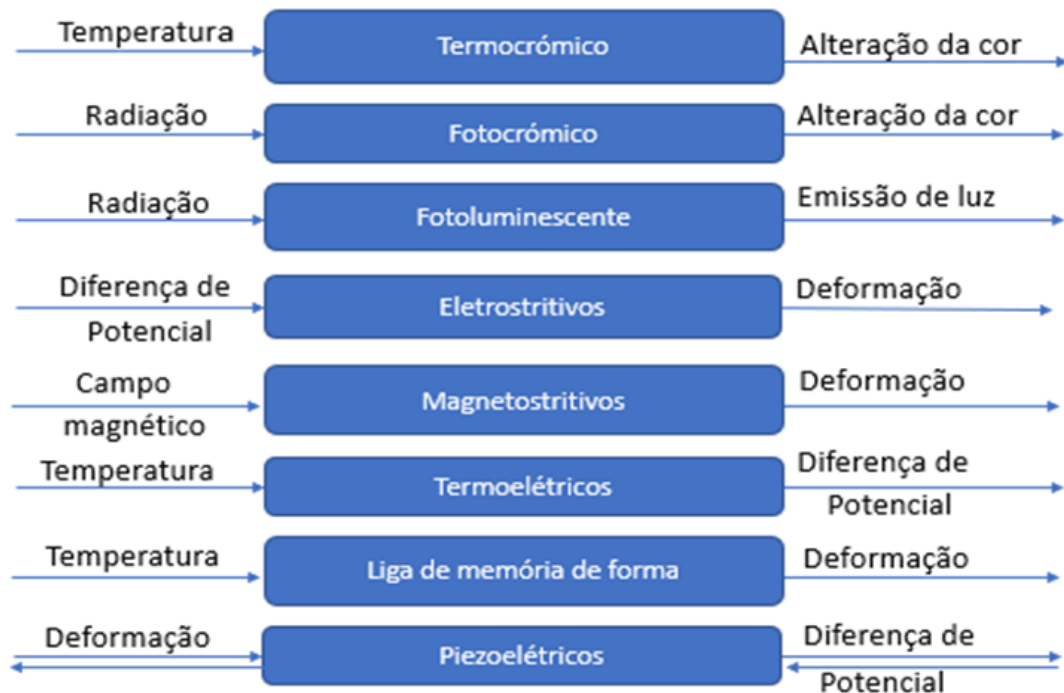 Temperatura
Termocrómico
Alteração da cor
Radiação
Fotocrómico
Alteração da cor
Radiação
Fotoluminescente
Emissão de luz
Diferença de
Potencial
Eletrostritivos
Deformação
Campo
magnético
Magnetostritivos
Deformação
Temperatura
Termoelétricos
Diferença de
Potencial
Temperatura
Liga de memória de forma
Deformação
Deformação
Piezoelétricos
Diferença de
Potencial